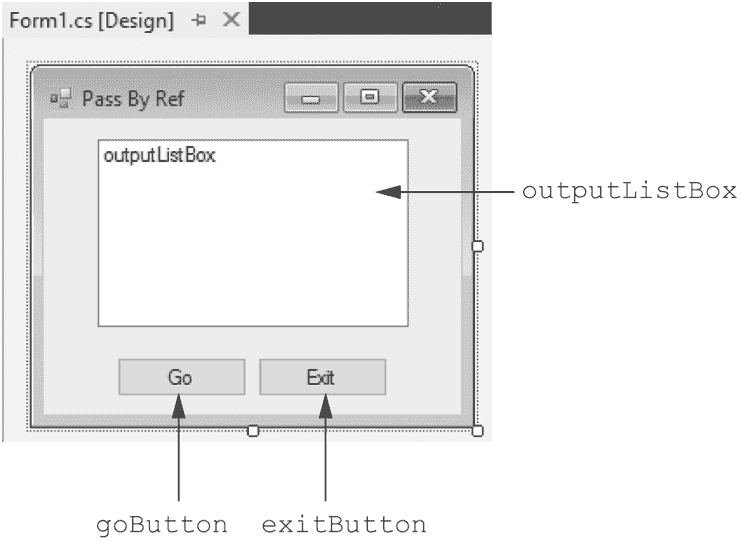 Form1.cs [Design]
Pass By Ref
outputListBox
outputListBox
Go
Exit
goButton
exitButton